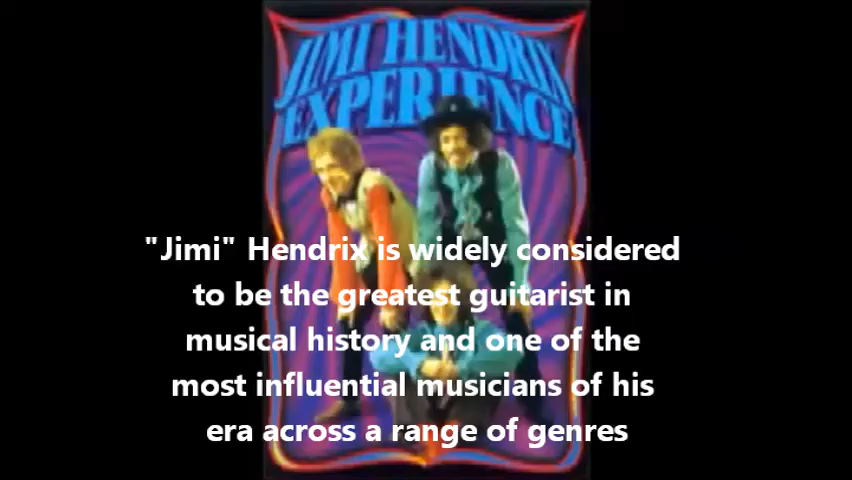 JIMI HENDRIX
EXPERIENCE
"Jimi" Hendrix is widely considered
to be the greatest guitarist in
musical history and one of the
most influential musicians of his
era across a range of genres